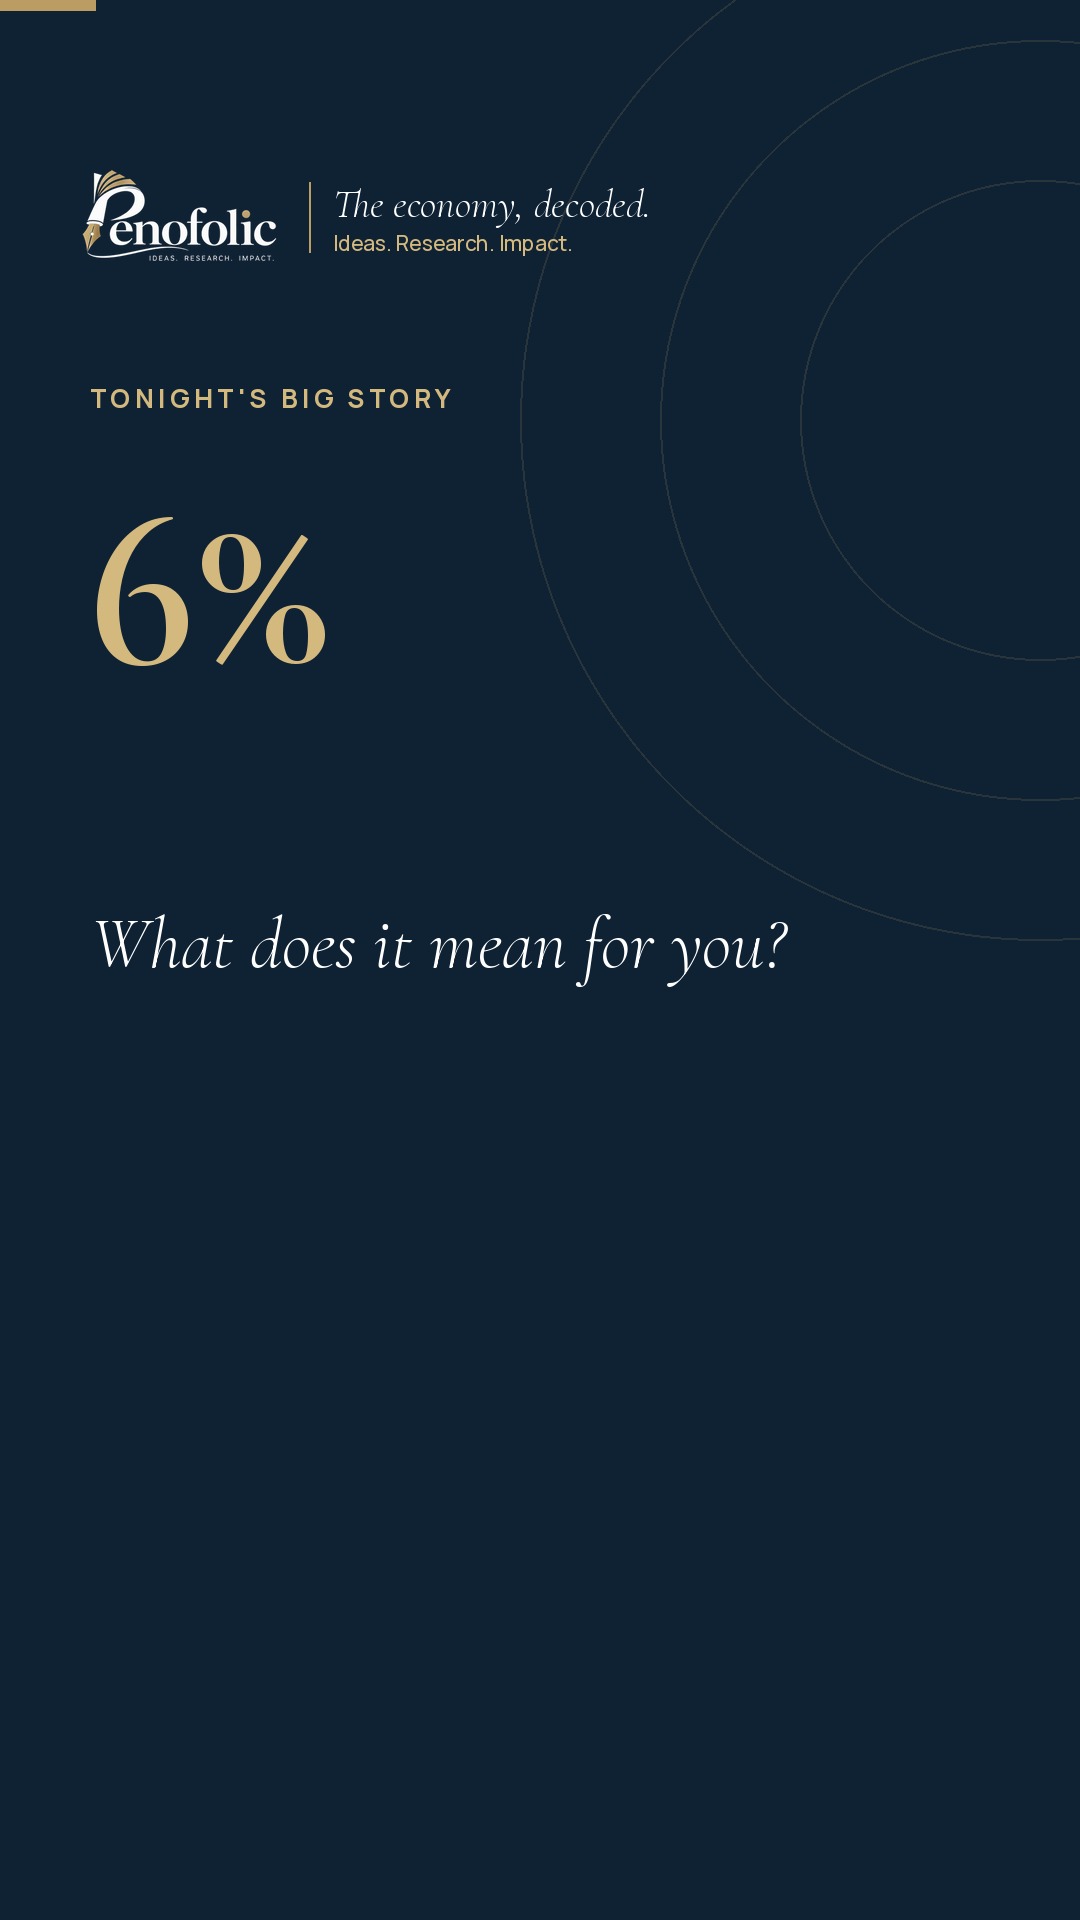 Penofolic
IDEAS. RESEARCH. IMPACT.
The economy, decoded.
Ideas. Research. Impact.
TONIGHT'S BIG STORY
6%
What does it mean for you?